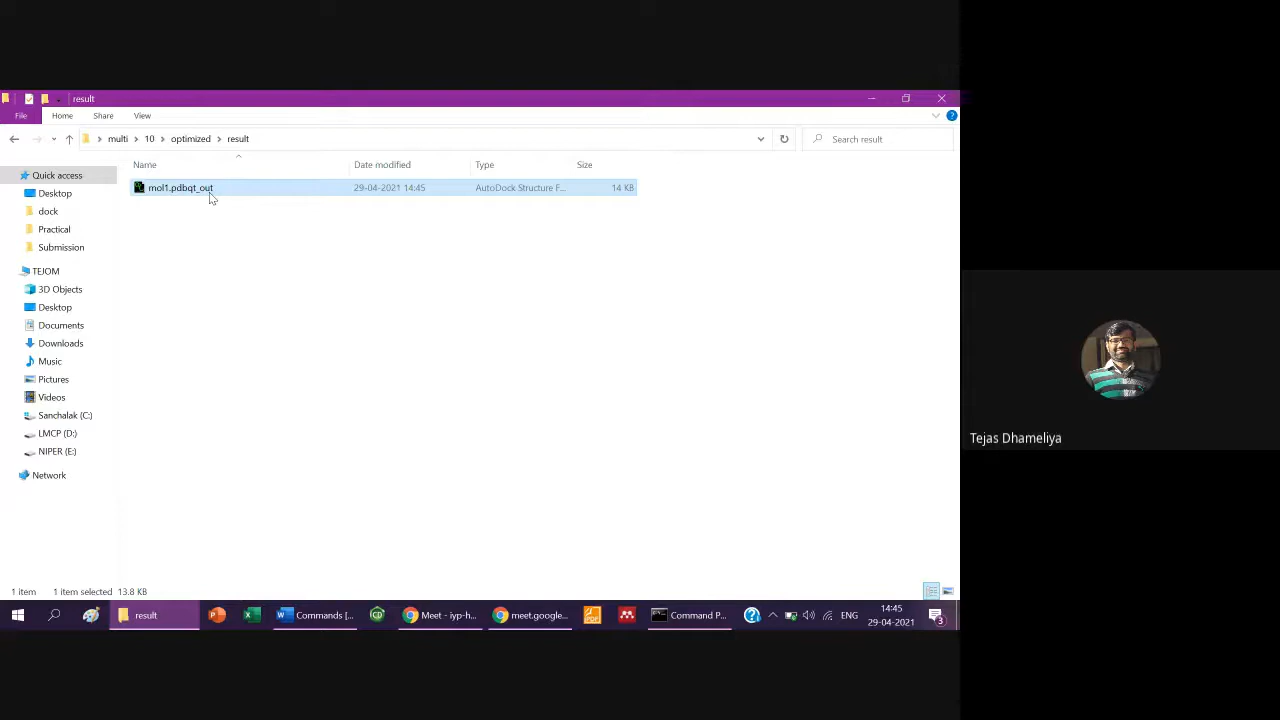 result
File
Home
Share
View
multi
10
optimized
result
Search result
Name
Date modified
Type
Size
mol1.pdbqt_out
29-04-2021 14:45
AutoDock Structure F...
14 KB
Quick access
Desktop
dock
Practical
Submission
TEJOM
3D Objects
Desktop
Documents
Downloads
Music
Pictures
Videos
Sanchalak (C:)
LMCP (D:)
NIPER (E:)
Network
Tejas Dhameliya
1 item
1 item selected 13.8 KB
result
Commands [...
Meet - iyp-h...
meet.google...
Command P...
ENG
14:45
29-04-2021
3